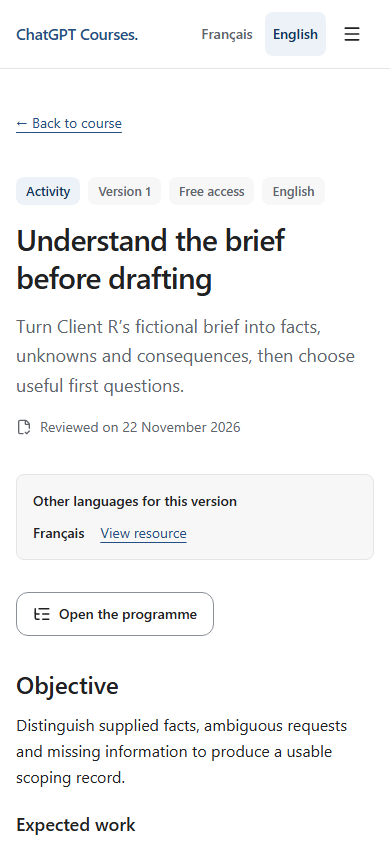 ChatGPT Courses.
Français
English
← Back to course
Activity
Version 1
Free access
English
Understand the brief
before drafting
Turn Client R’s fictional brief into facts,
unknowns and consequences, then choose
useful first questions.
Reviewed on 22 November 2026
Other languages for this version
Français View resource
Open the programme
Objective
Distinguish supplied facts, ambiguous requests
and missing information to produce a usable
scoping record.
Expected work